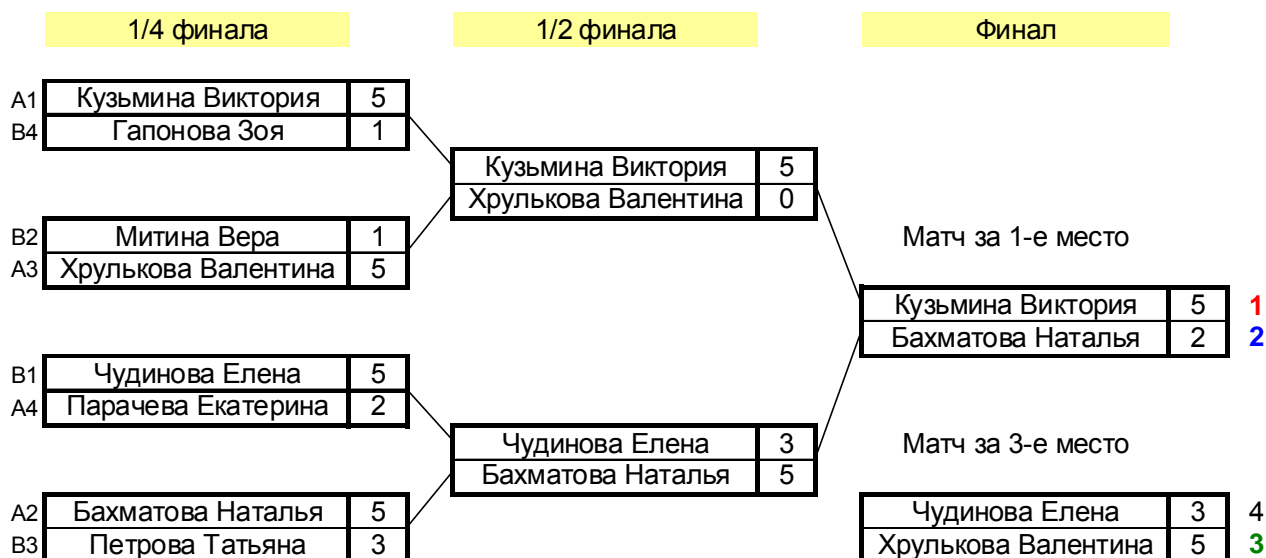 1/4 финала 1/2 финала Финал
A1 Кузьмина Виктория 5
B4 Гапонова Зоя 1
Кузьмина Виктория 5
Хрулькова Валентина 0
B2 Митина Вера 1
A3 Хрулькова Валентина 5
Матч за 1-е место
Кузьмина Виктория 5 1
Бахматова Наталья 2 2
B1 Чудинова Елена 5
A4 Парачева Екатерина 2
Чудинова Елена 3
Бахматова Наталья 5
Матч за 3-е место
A2 Бахматова Наталья 5
B3 Петрова Татьяна 3
Чудинова Елена 3 4
Хрулькова Валентина 5 3